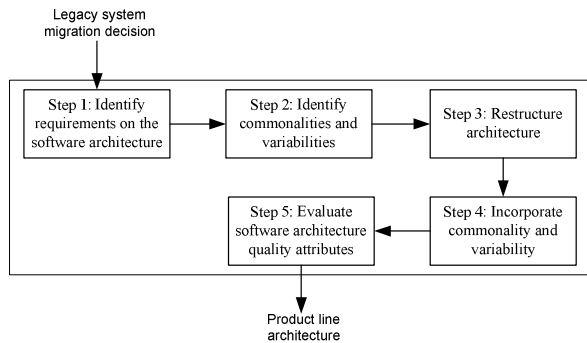 Legacy system
migration decision
Step 1: Identify
requirements on the
software architecture
Step 2: Identify
commonalities and
variabilities
Step 3: Restructure
architecture
Step 4: Incorporate
commonality and
variability
Step 5: Evaluate
software architecture
quality attributes
Product line
architecture